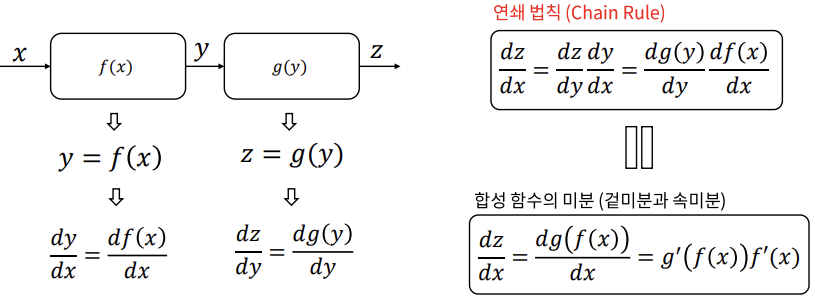 x
f(x)
y
g(y)
z
y = f(x)
z = g(y)
dy/dx = df(x)/dx
dz/dy = dg(y)/dy
연쇄 법칙 (Chain Rule)
dz/dx = dz/dy dy/dx = dg(y)/dy df(x)/dx
합성 함수의 미분 (겉미분과 속미분)
dz/dx = dg(f(x))/dx = g′(f(x))f′(x)